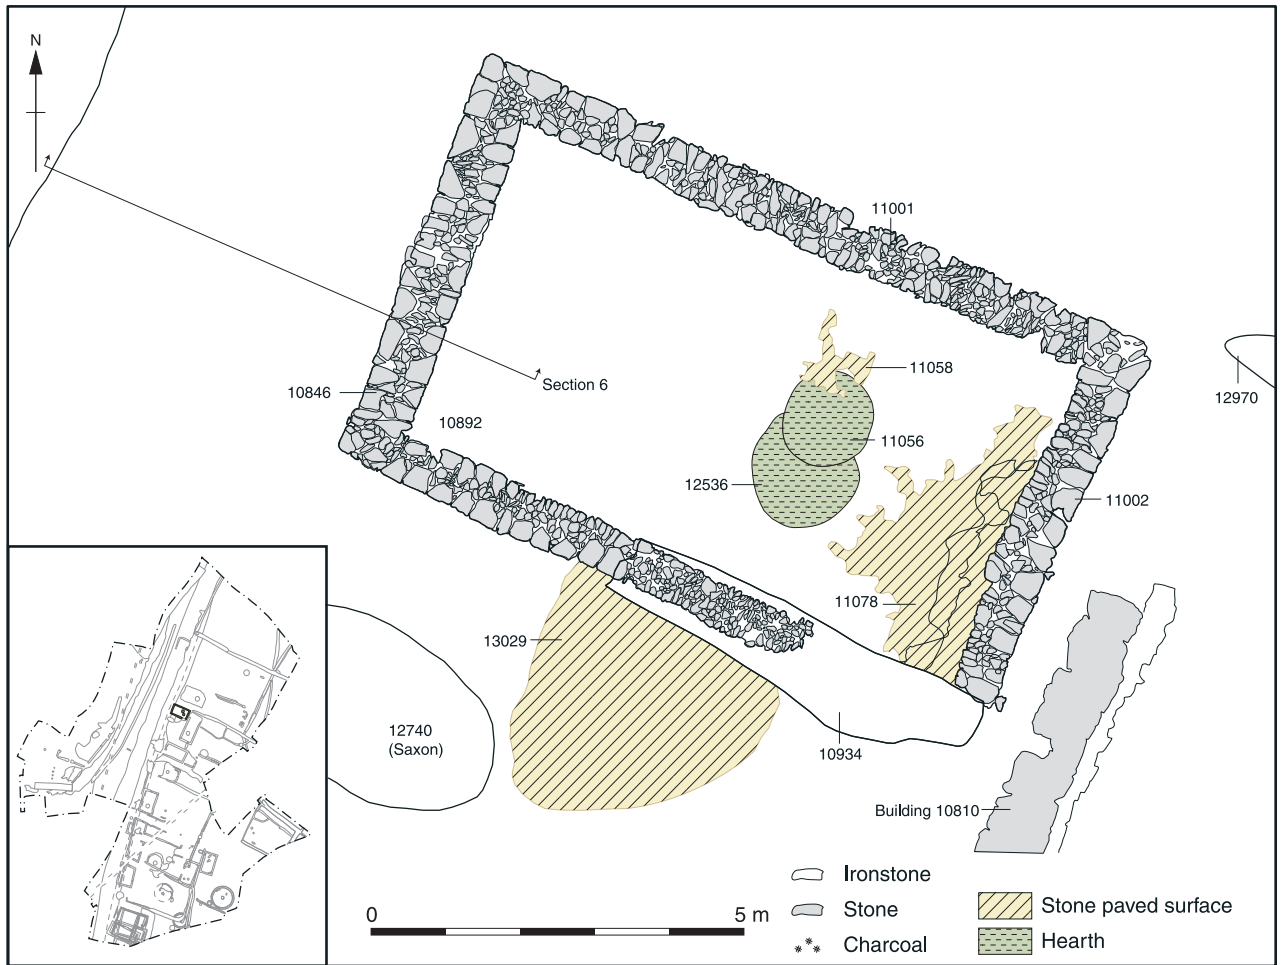 N
11001
11058
12970
Section 6
10846
10892
11056
12536
11002
11078
13029
12740
(Saxon)
10934
Building 10810
Ironstone
Stone
Charcoal
Stone paved surface
Hearth
0
5 m